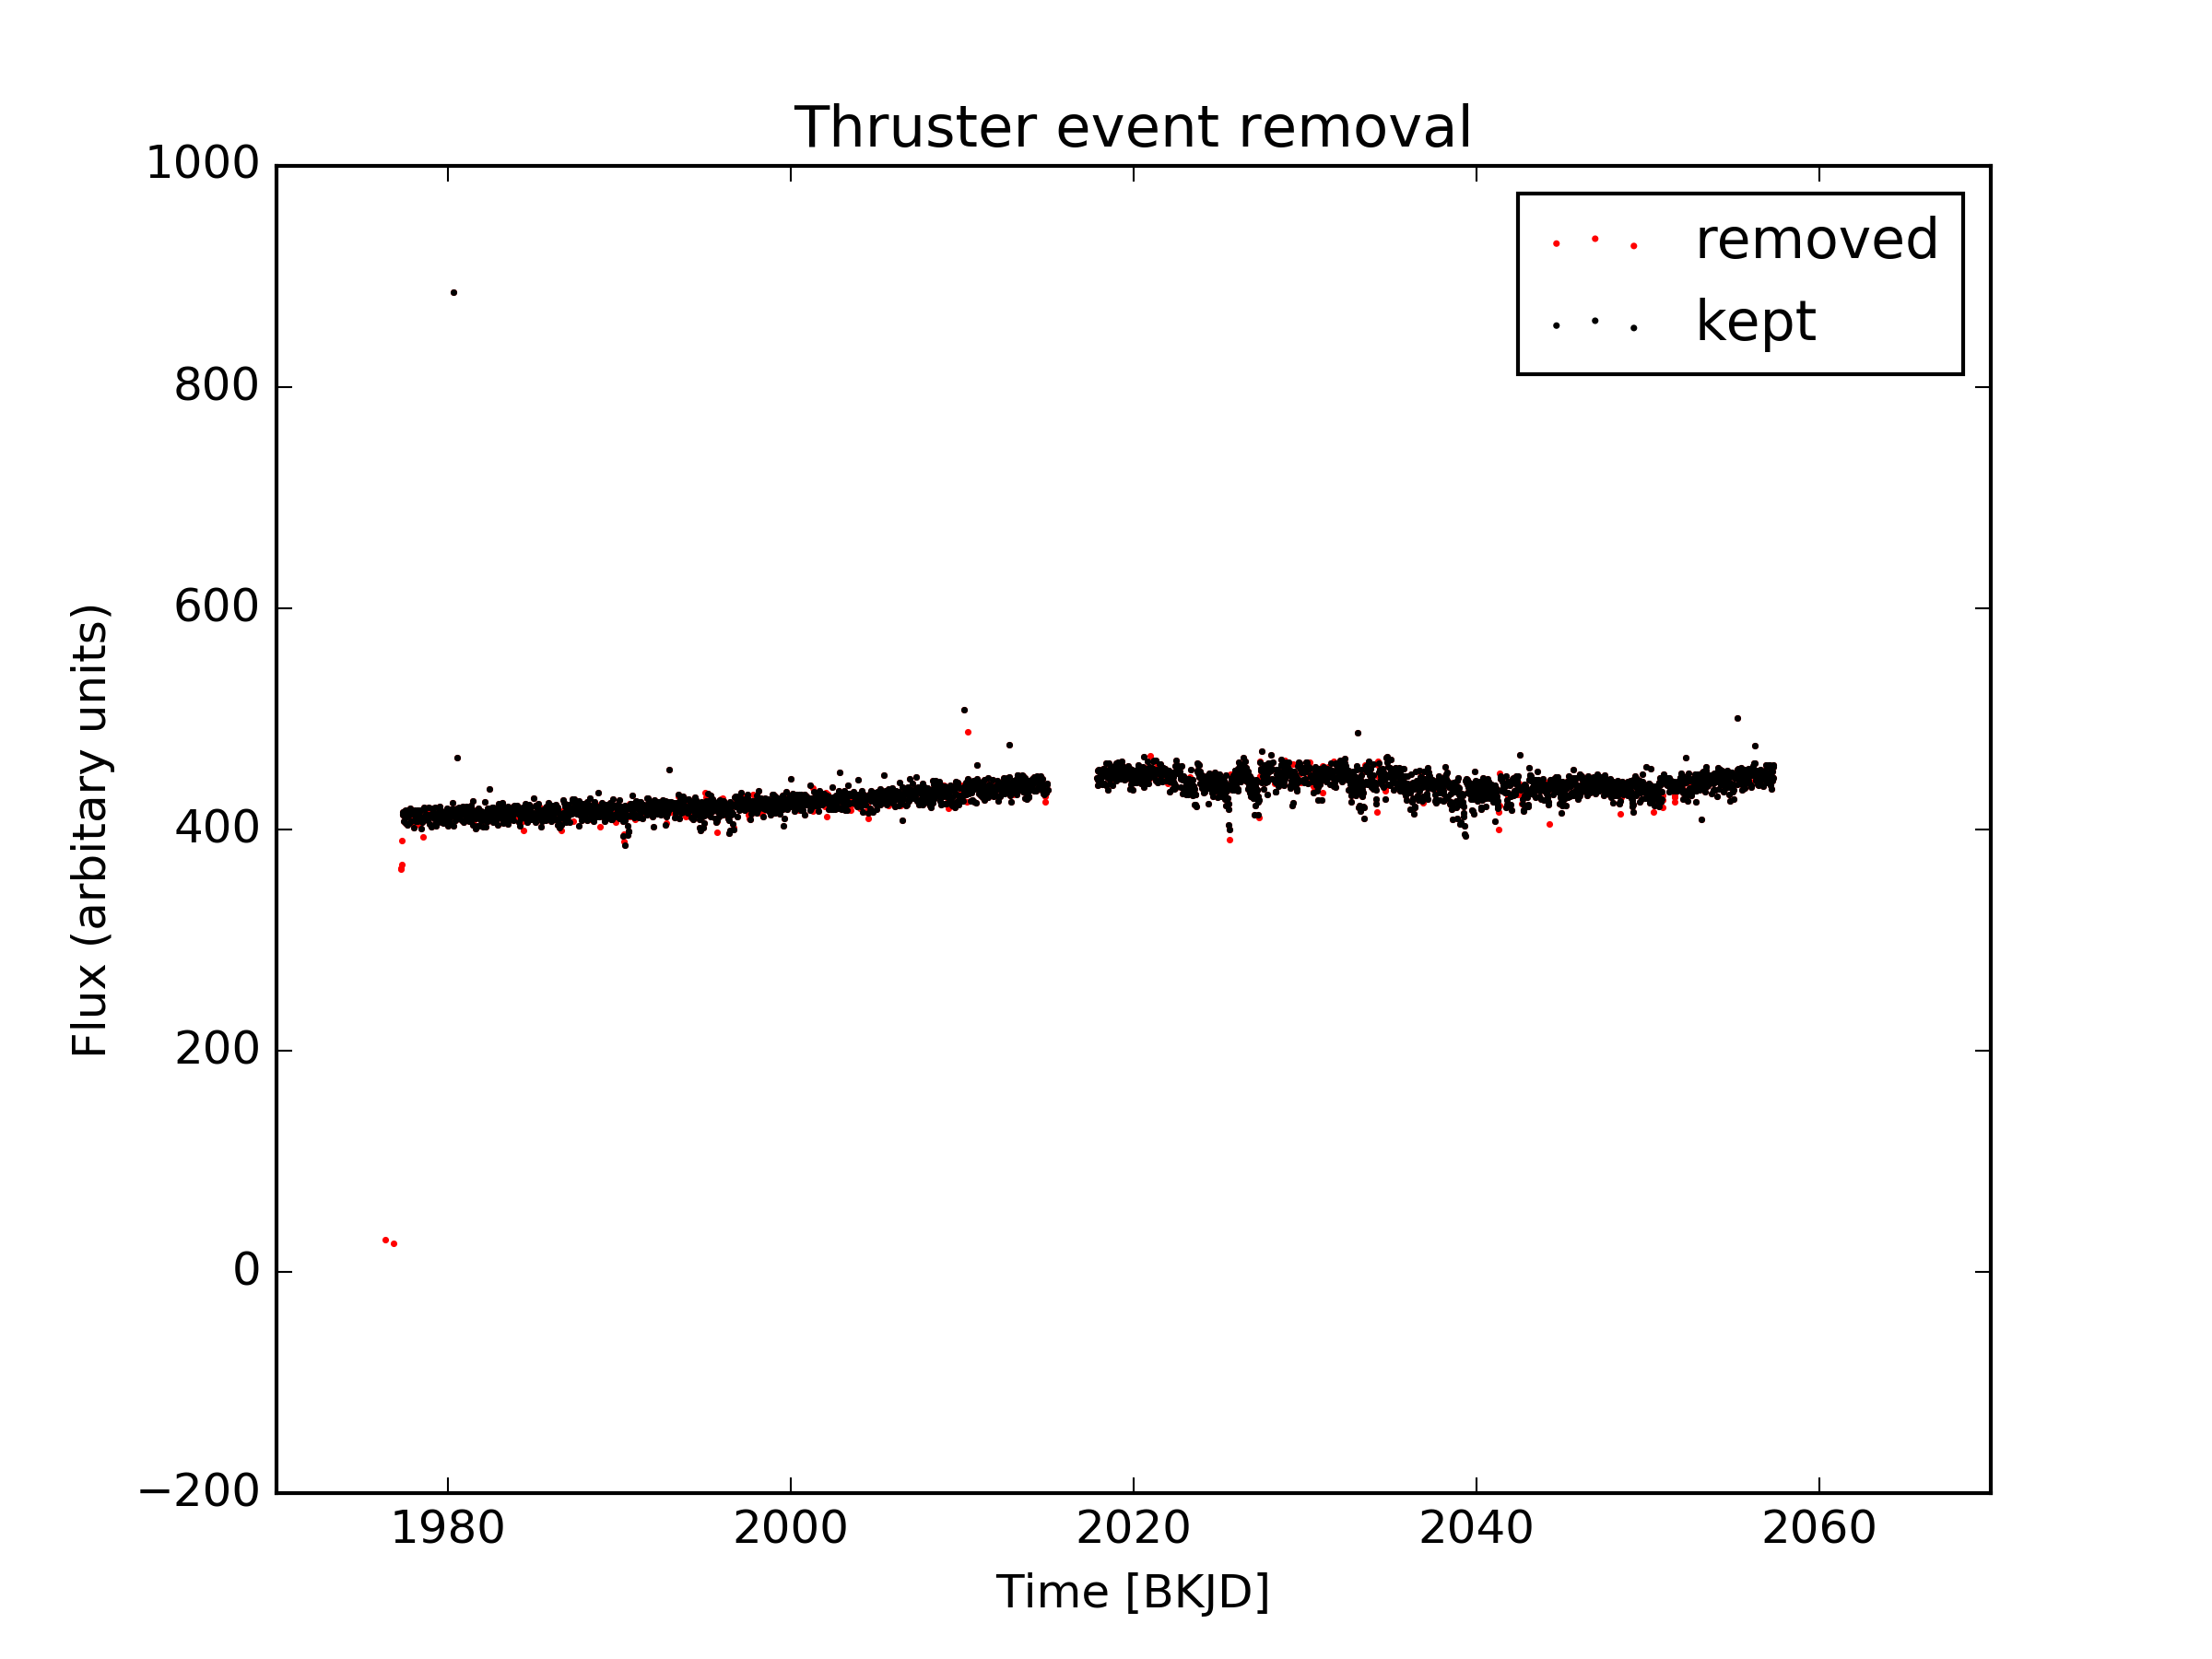 Thruster event removal
1000
800
600
400
200
0
−200
Flux (arbitary units)
removed
kept
1980 2000 2020 2040 2060
Time [BKJD]